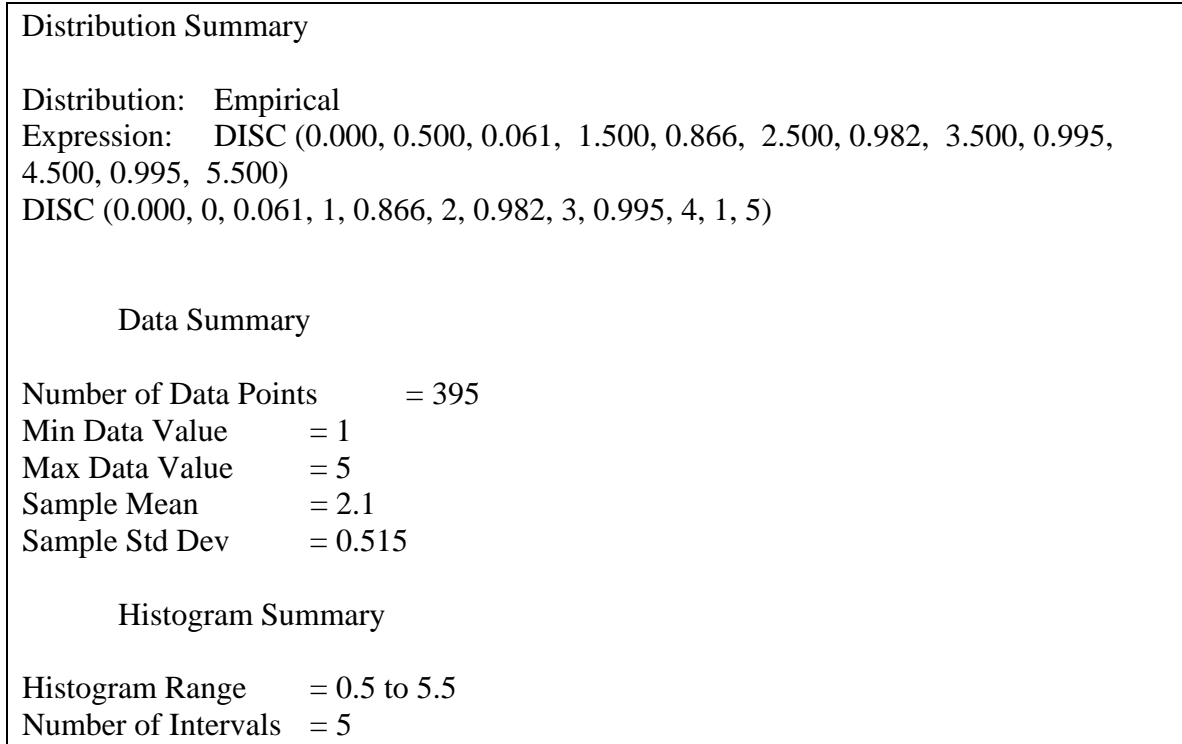 Distribution Summary
Distribution: Empirical
Expression: DISC (0.000, 0.500, 0.061, 1.500, 0.866, 2.500, 0.982, 3.500, 0.995,
4.500, 0.995, 5.500)
DISC (0.000, 0, 0.061, 1, 0.866, 2, 0.982, 3, 0.995, 4, 1, 5)
Data Summary
Number of Data Points = 395
Min Data Value = 1
Max Data Value = 5
Sample Mean = 2.1
Sample Std Dev = 0.515
Histogram Summary
Histogram Range = 0.5 to 5.5
Number of Intervals = 5